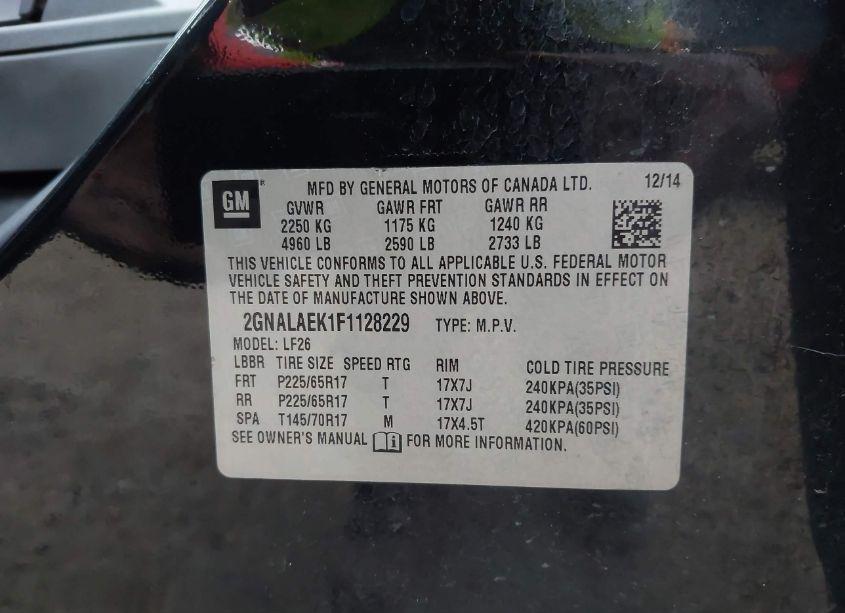 GM
MFD BY GENERAL MOTORS OF CANADA LTD. 12/14
GVWR GAWR FRT GAWR RR
2250 KG 1175 KG 1240 KG
4960 LB 2590 LB 2733 LB
THIS VEHICLE CONFORMS TO ALL APPLICABLE U.S. FEDERAL MOTOR
VEHICLE SAFETY AND THEFT PREVENTION STANDARDS IN EFFECT ON
THE DATE OF MANUFACTURE SHOWN ABOVE.
2GNALAEK1F1128229 TYPE: M.P.V.
MODEL: LF26
LBBR TIRE SIZE SPEED RTG RIM COLD TIRE PRESSURE
FRT P225/65R17 T 17X7J 240KPA(35PSI)
RR P225/65R17 T 17X7J 240KPA(35PSI)
SPA T145/70R17 M 17X4.5T 420KPA(60PSI)
SEE OWNER'S MANUAL FOR MORE INFORMATION.